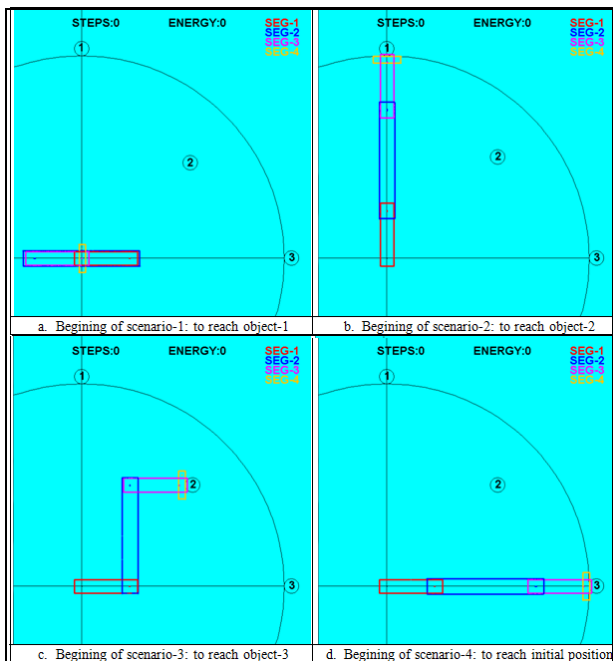 STEPS:0 ENERGY:0 SEG-1
SEG-2
SEG-3
SEG-4
1
2
3
a. Begining of scenario-1: to reach object-1
STEPS:0 ENERGY:0 SEG-1
SEG-2
SEG-3
SEG-4
1
2
3
b. Begining of scenario-2: to reach object-2
STEPS:0 ENERGY:0 SEG-1
SEG-2
SEG-3
SEG-4
1
2
3
c. Begining of scenario-3: to reach object-3
STEPS:0 ENERGY:0 SEG-1
SEG-2
SEG-3
SEG-4
1
2
3
d. Begining of scenario-4: to reach initial position